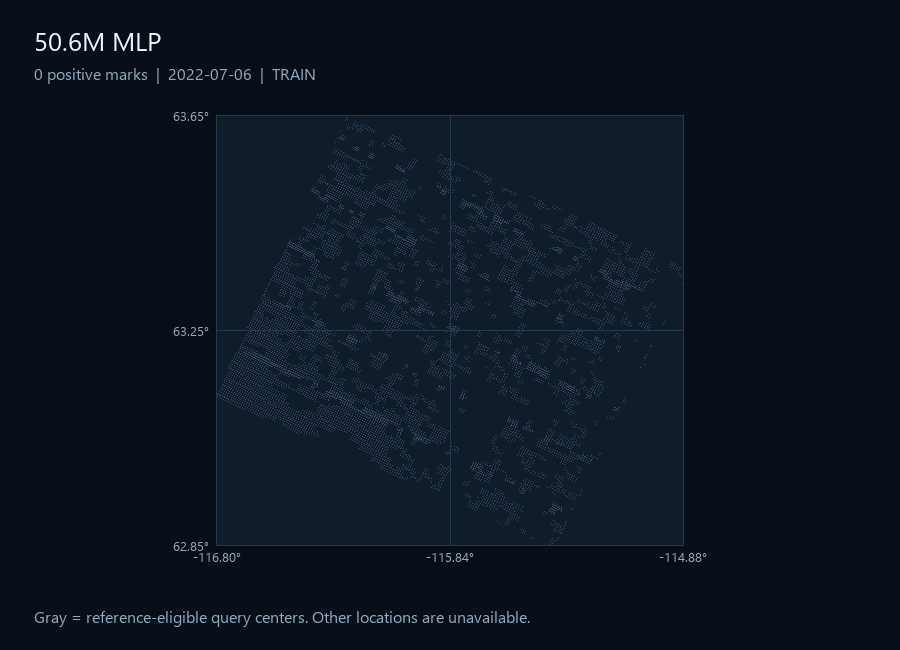 50.6M MLP
0 positive marks | 2022-07-06 | TRAIN
63.65°
63.25°
62.85°
-116.80°
-115.84°
-114.88°
Gray = reference-eligible query centers. Other locations are unavailable.